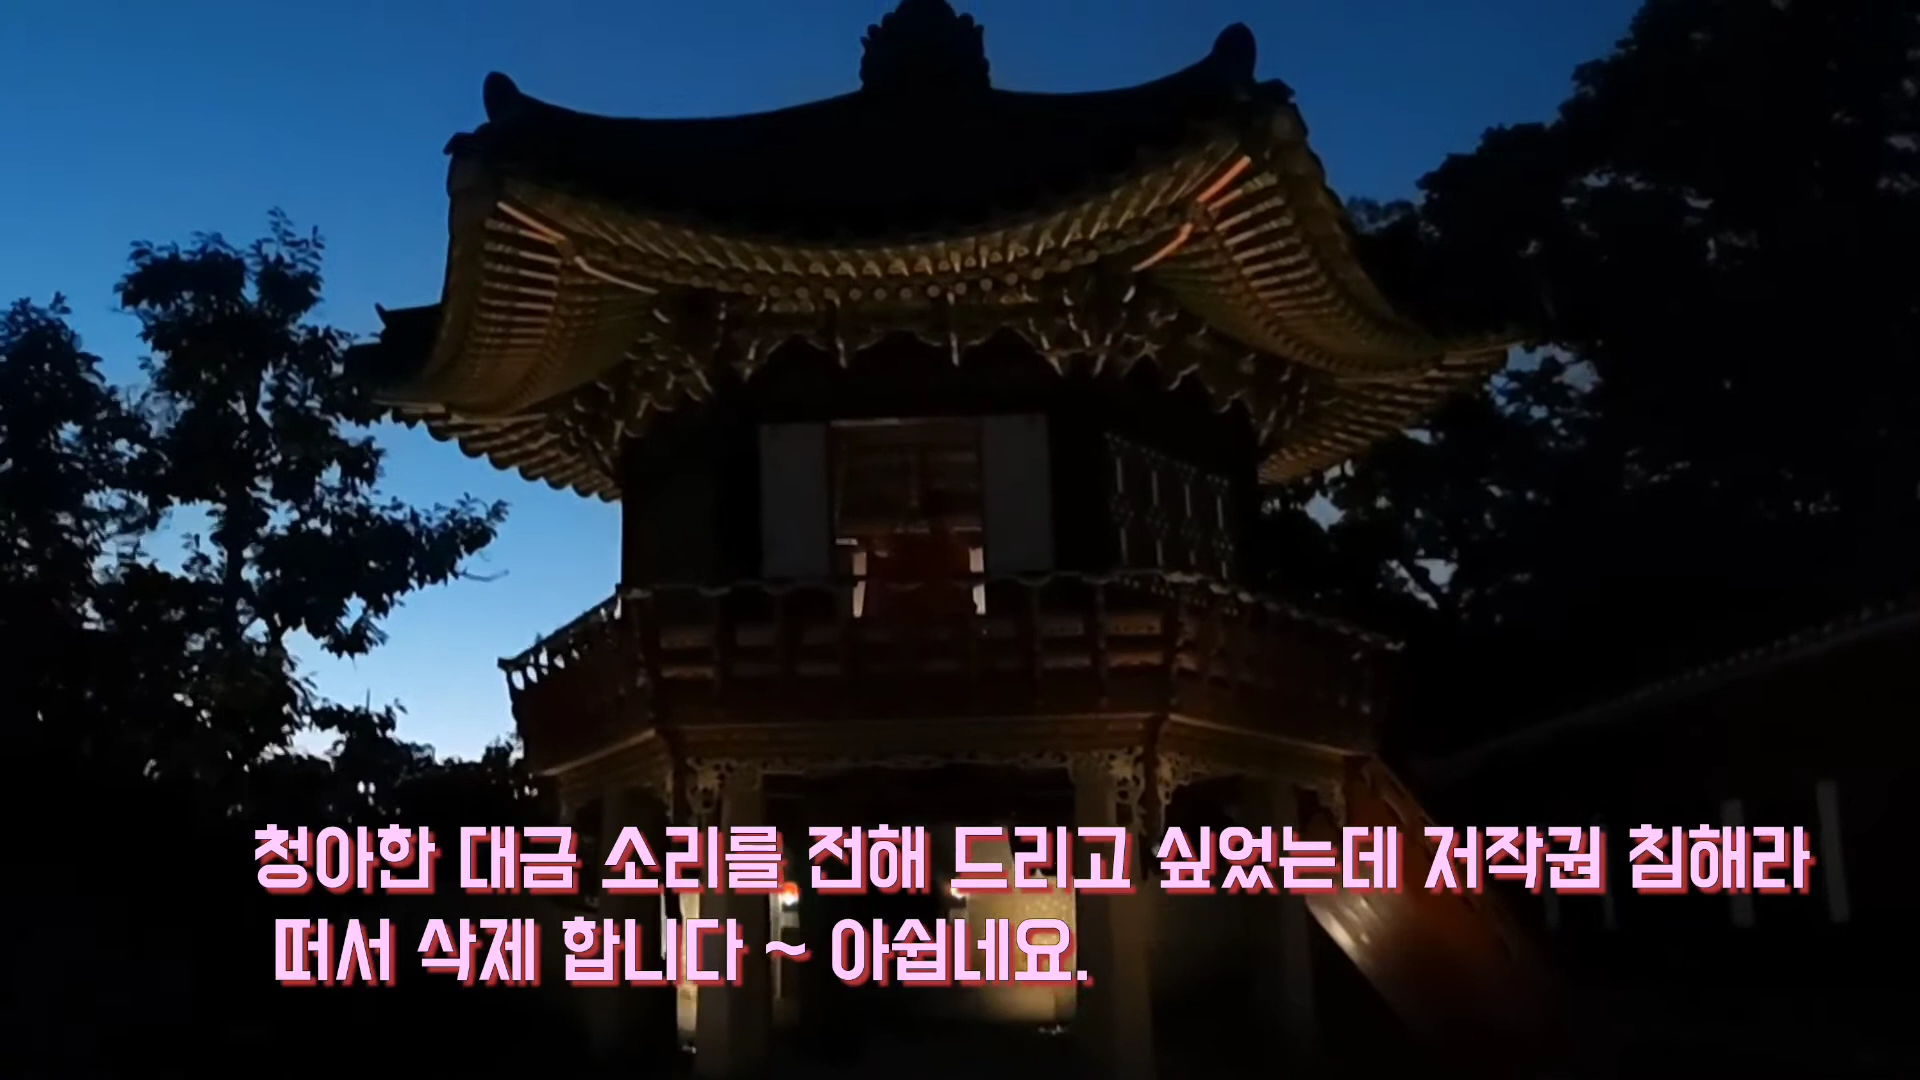 청아한 대금 소리를 전해 드리고 싶었는데 저작권 침해라
떠서 삭제 합니다 ~ 아쉽네요.